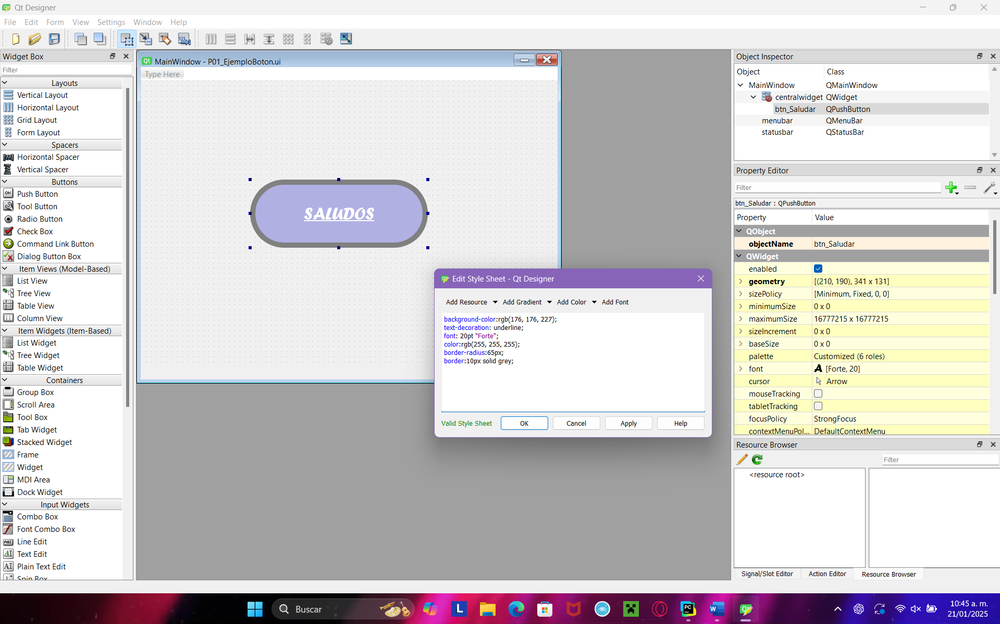 Qt Designer
File Edit Form View Settings Window Help
Widget Box
Filter
Layouts
Vertical Layout
Horizontal Layout
Grid Layout
Form Layout
Spacers
Horizontal Spacer
Vertical Spacer
Buttons
Push Button
Tool Button
Radio Button
Check Box
Command Link Button
Dialog Button Box
Item Views (Model-Based)
List View
Tree View
Table View
Column View
Item Widgets (Item-Based)
List Widget
Tree Widget
Table Widget
Containers
Group Box
Scroll Area
Tool Box
Tab Widget
Stacked Widget
Frame
Widget
MDI Area
Dock Widget
Input Widgets
Combo Box
Font Combo Box
Line Edit
Text Edit
Plain Text Edit
Spin Box
MainWindow - P01_EjemploBoton.ui
Type Here
SALUDOS
Edit Style Sheet - Qt Designer
Add Resource Add Gradient Add Color Add Font
background-color:rgb(176, 176, 227);
text-decoration: underline;
font: 20pt "Forte";
color:rgb(255, 255, 255);
border-radius:65px;
border:10px solid grey;
Valid Style Sheet OK Cancel Apply Help
Object Inspector
Object Class
MainWindow QMainWindow
centralwidget QWidget
btn_Saludar QPushButton
menubar QMenuBar
statusbar QStatusBar
Property Editor
Filter
btn_Saludar : QPushButton
Property Value
QObject
objectName btn_Saludar
QWidget
enabled
geometry [(210, 190), 341 x 131]
sizePolicy [Minimum, Fixed, 0, 0]
minimumSize 0 x 0
maximumSize 16777215 x 16777215
sizeIncrement 0 x 0
baseSize 0 x 0
palette Customized (6 roles)
font A [Forte, 20]
cursor Arrow
mouseTracking
tabletTracking
focusPolicy StrongFocus
contextMenuPol... DefaultContextMenu
Resource Browser
Filter
<resource root>
Signal/Slot Editor Action Editor Resource Browser
Buscar
10:45 a. m.
21/01/2025